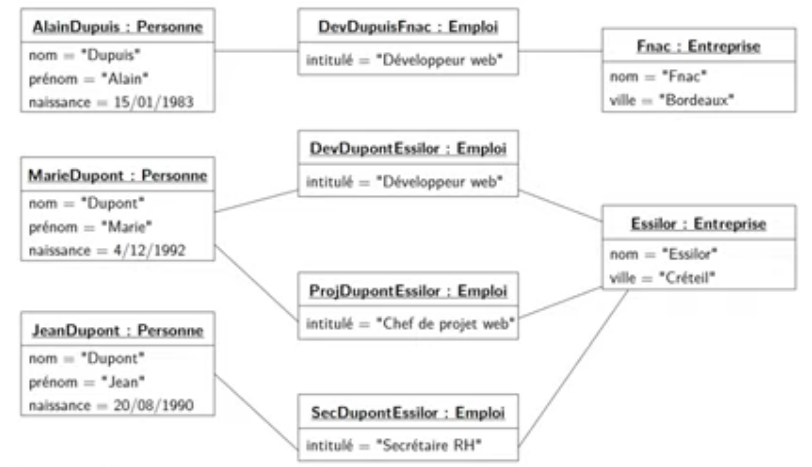 AlainDupuis : Personne
nom = "Dupuis"
prénom = "Alain"
naissance = 15/01/1983
DevDupuisFnac : Emploi
intitulé = "Développeur web"
Fnac : Entreprise
nom = "Fnac"
ville = "Bordeaux"
MarieDupont : Personne
nom = "Dupont"
prénom = "Marie"
naissance = 4/12/1992
DevDupontEssilor : Emploi
intitulé = "Développeur web"
Essilor : Entreprise
nom = "Essilor"
ville = "Créteil"
ProjDupontEssilor : Emploi
intitulé = "Chef de projet web"
JeanDupont : Personne
nom = "Dupont"
prénom = "Jean"
naissance = 20/08/1990
SecDupontEssilor : Emploi
intitulé = "Secrétaire RH"